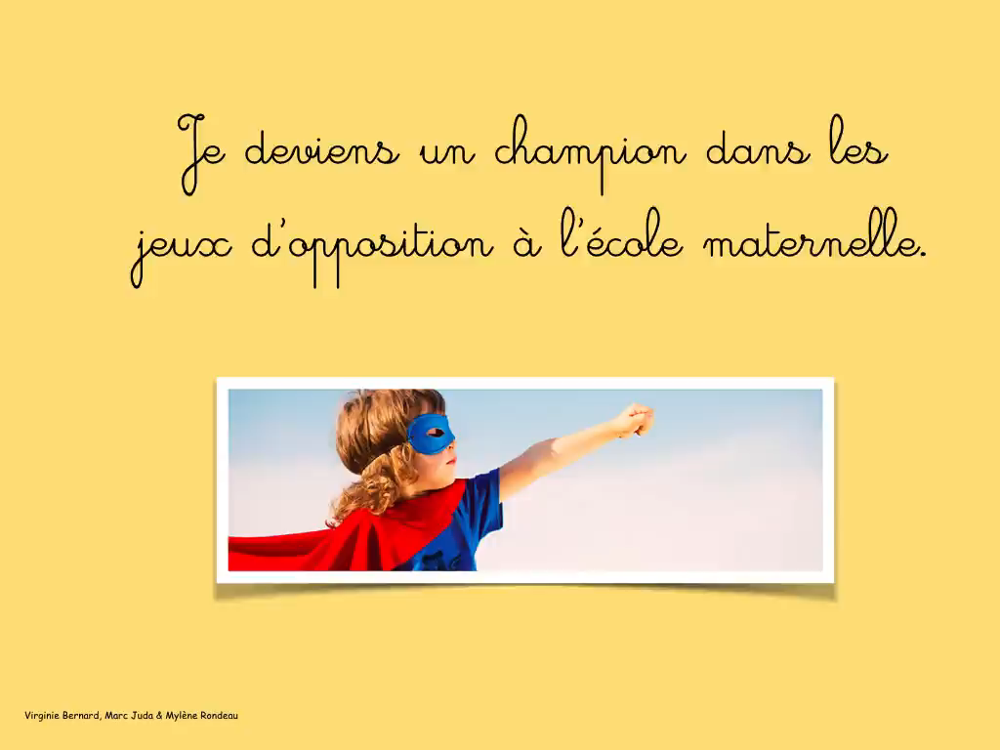 Je deviens un champion dans les
jeux d'opposition à l'école maternelle.
Virginie Bernard, Marc Juda & Mylène Rondeau